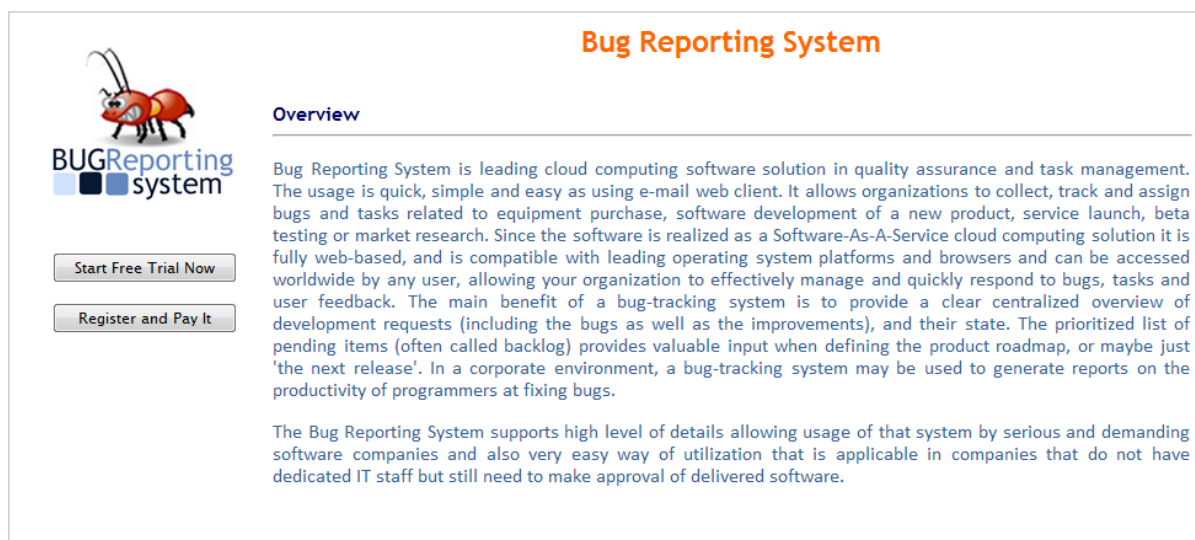 Bug Reporting System
BUGReporting
system
Start Free Trial Now
Register and Pay It
Overview
Bug Reporting System is leading cloud computing software solution in quality assurance and task management.
The usage is quick, simple and easy as using e-mail web client. It allows organizations to collect, track and assign
bugs and tasks related to equipment purchase, software development of a new product, service launch, beta
testing or market research. Since the software is realized as a Software-As-A-Service cloud computing solution it is
fully web-based, and is compatible with leading operating system platforms and browsers and can be accessed
worldwide by any user, allowing your organization to effectively manage and quickly respond to bugs, tasks and
user feedback. The main benefit of a bug-tracking system is to provide a clear centralized overview of
development requests (including the bugs as well as the improvements), and their state. The prioritized list of
pending items (often called backlog) provides valuable input when defining the product roadmap, or maybe just
'the next release'. In a corporate environment, a bug-tracking system may be used to generate reports on the
productivity of programmers at fixing bugs.
The Bug Reporting System supports high level of details allowing usage of that system by serious and demanding
software companies and also very easy way of utilization that is applicable in companies that do not have
dedicated IT staff but still need to make approval of delivered software.